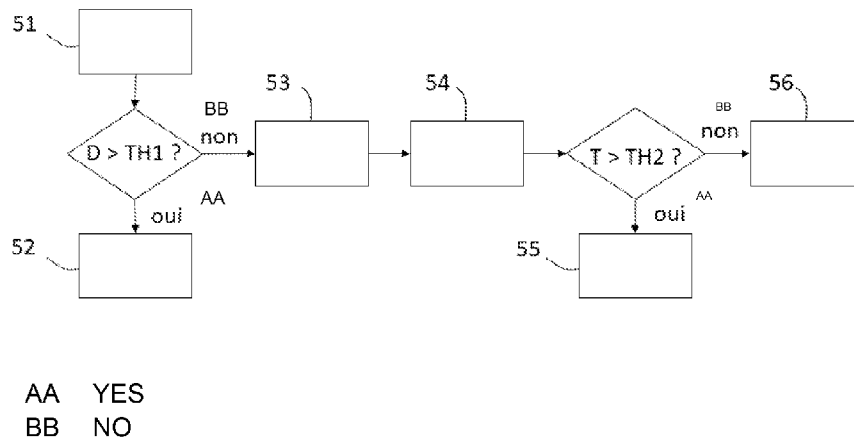 51
53
54
56
BB
non
BB
non
D > TH1 ?
T > TH2 ?
AA
oui
AA
oui
52
55
AA YES
BB NO